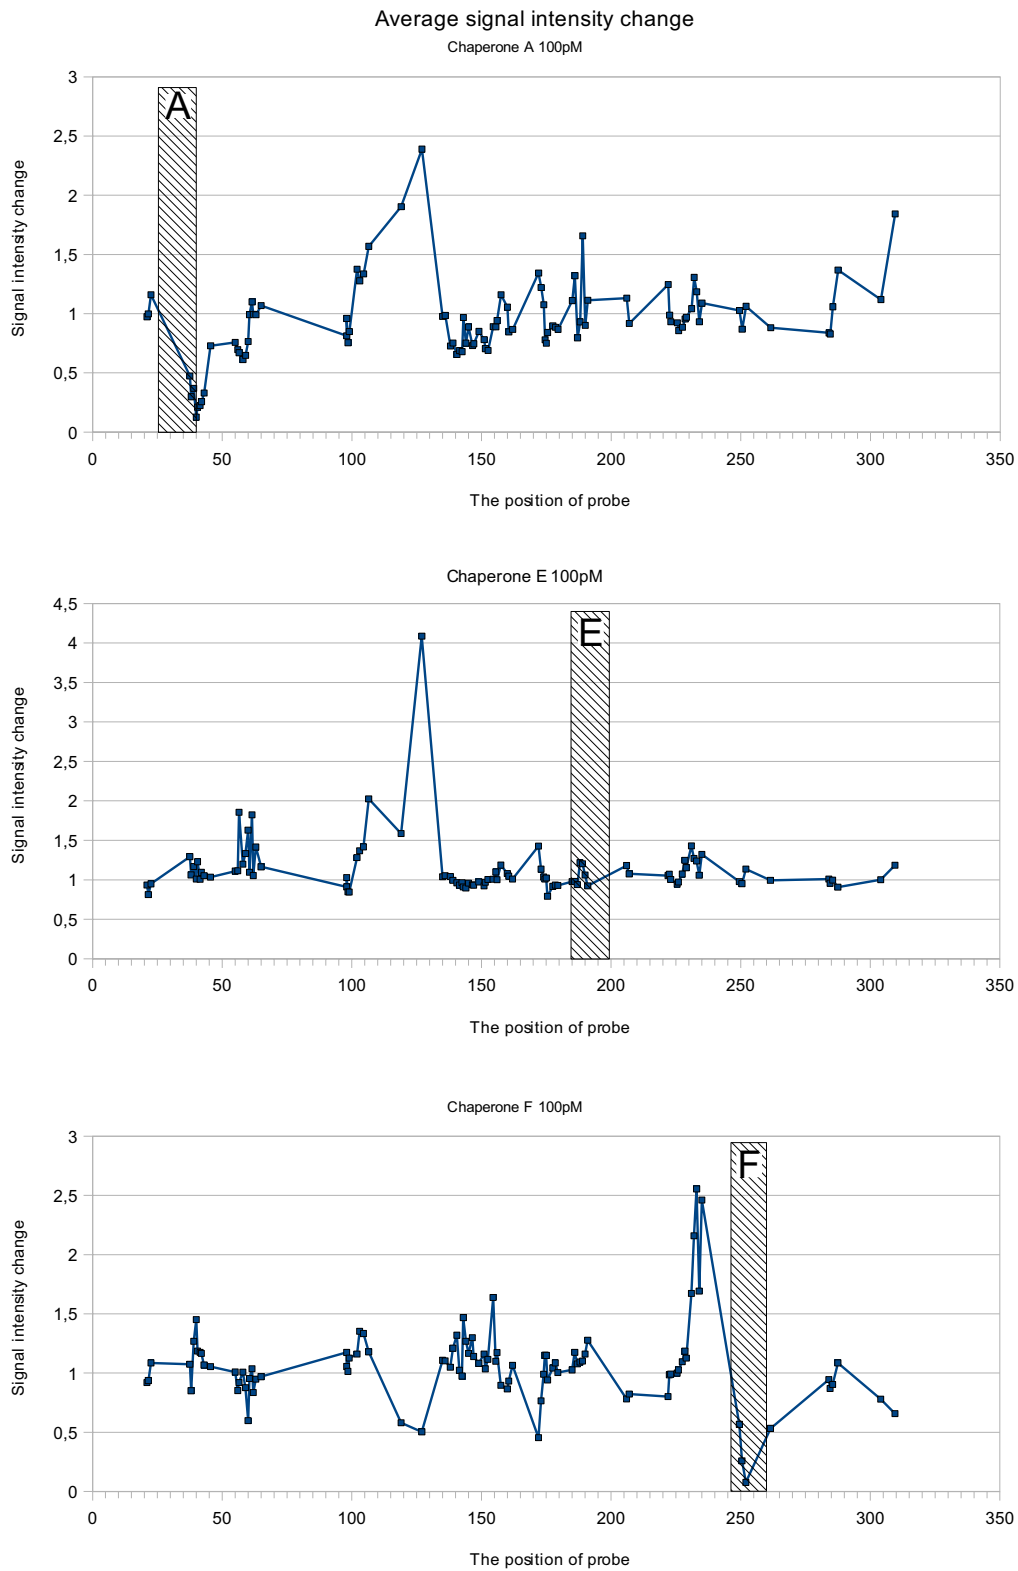 Average signal intensity change
Chaperone A 100pM
3
2,5
2
1,5
1
0,5
0
Signal intensity change
A
0 50 100 150 200 250 300 350
The position of probe
Chaperone E 100pM
4,5
4
3,5
3
2,5
2
1,5
1
0,5
0
Signal intensity change
E
0 50 100 150 200 250 300 350
The position of probe
Chaperone F 100pM
3
2,5
2
1,5
1
0,5
0
Signal intensity change
F
0 50 100 150 200 250 300 350
The position of probe